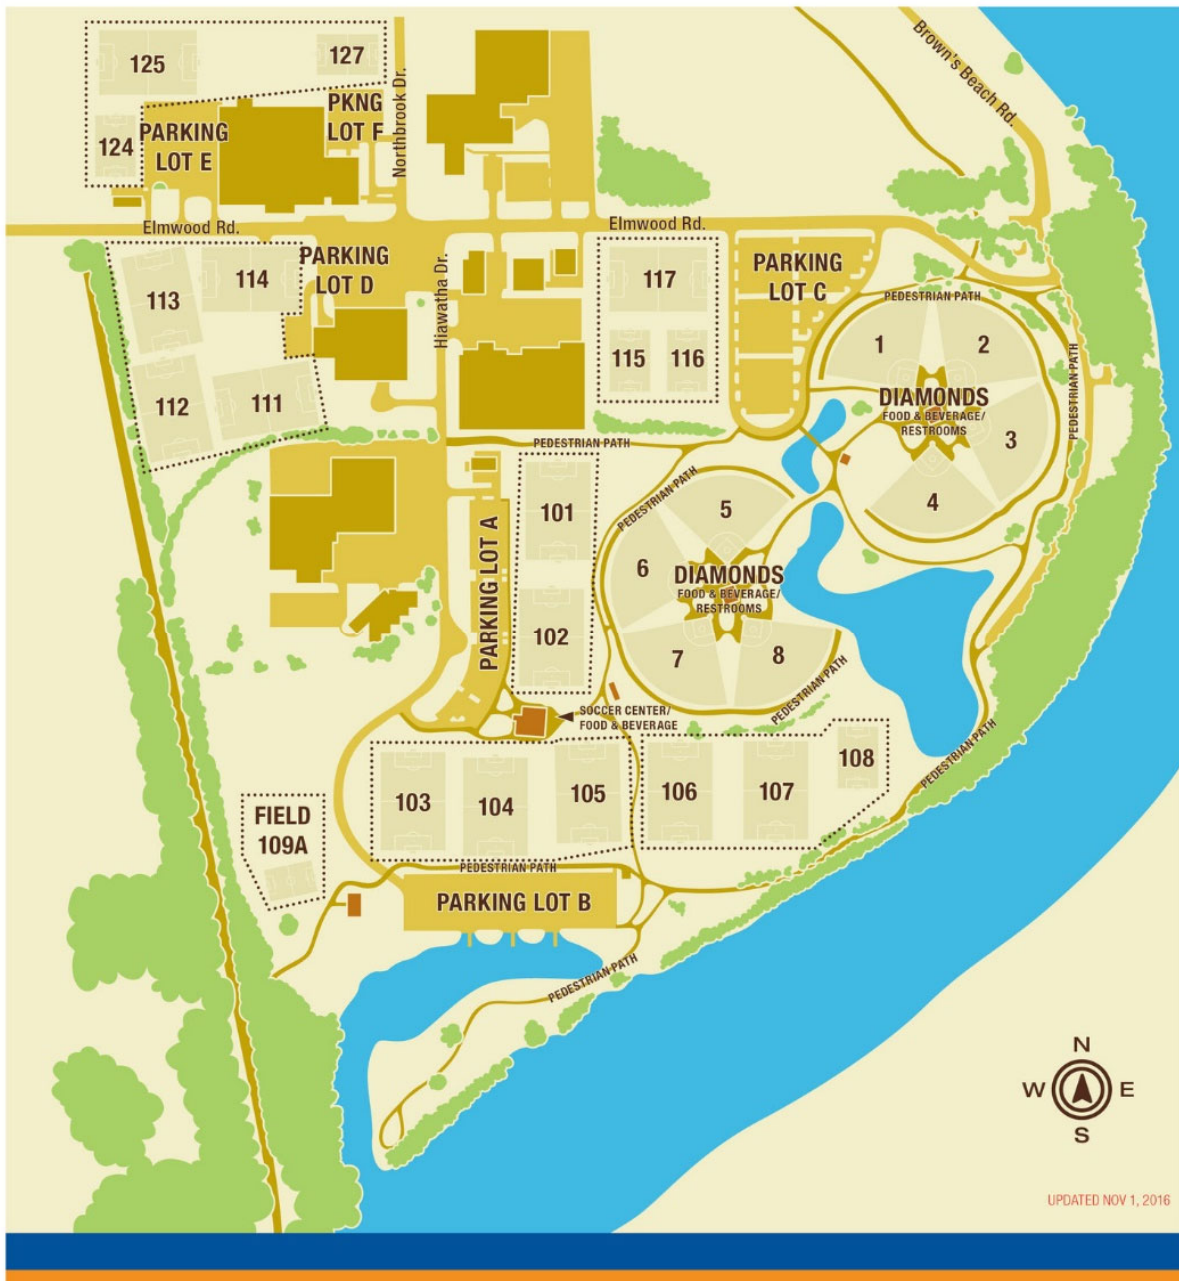 Brown's Beach Rd.
125
127
PKNG
LOT F
Northbrook Dr.
124
PARKING
LOT E
Elmwood Rd.
Elmwood Rd.
PARKING
LOT D
Hiawatha Dr.
113
114
117
PARKING
LOT C
PEDESTRIAN PATH
1
2
115
116
112
111
DIAMONDS
FOOD & BEVERAGE/
RESTROOMS
3
PEDESTRIAN PATH
4
PEDESTRIAN PATH
PEDESTRIAN PATH
101
5
6
DIAMONDS
FOOD & BEVERAGE/
RESTROOMS
PARKING LOT A
102
7
8
PEDESTRIAN PATH
SOCCER CENTER/
FOOD & BEVERAGE
103
104
105
106
107
108
PEDESTRIAN PATH
FIELD
109A
PEDESTRIAN PATH
PARKING LOT B
PEDESTRIAN PATH
N
W
E
S
UPDATED NOV 1, 2016